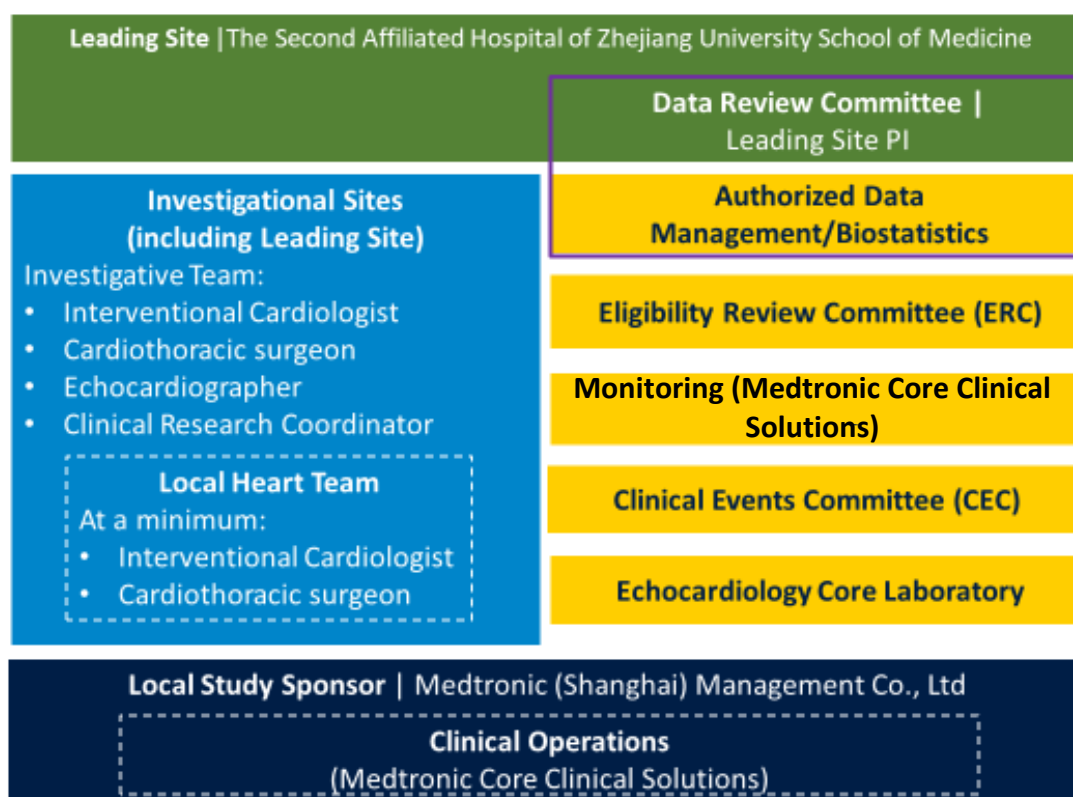 Leading Site |The Second Affiliated Hospital of Zhejiang University School of Medicine
Data Review Committee |
Leading Site PI
Investigational Sites
(including Leading Site)
Investigative Team:
• Interventional Cardiologist
• Cardiothoracic surgeon
• Echocardiographer
• Clinical Research Coordinator
Local Heart Team
At a minimum:
• Interventional Cardiologist
• Cardiothoracic surgeon
Authorized Data
Management/Biostatistics
Eligibility Review Committee (ERC)
Monitoring (Medtronic Core Clinical
Solutions)
Clinical Events Committee (CEC)
Echocardiology Core Laboratory
Local Study Sponsor | Medtronic (Shanghai) Management Co., Ltd
Clinical Operations
(Medtronic Core Clinical Solutions)